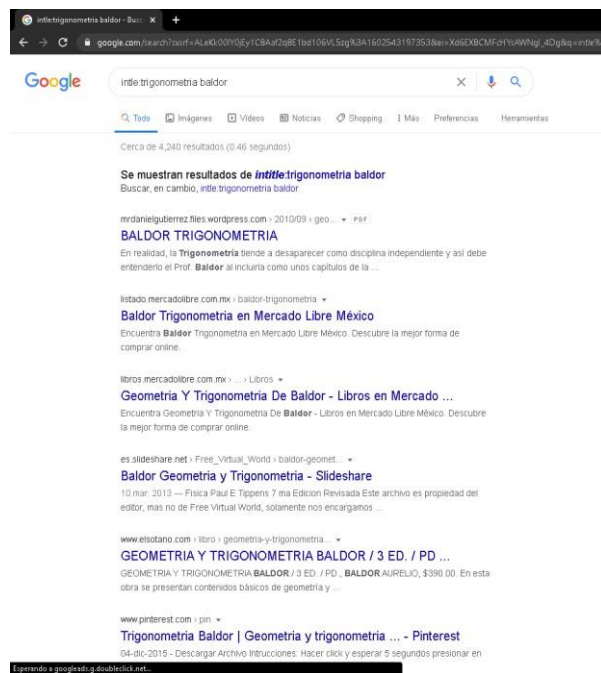 intle:trigonometria baldor - Bus
google.com/search?sxsrf=ALeKk00lY0jEy1C8Aaf2q8E1bd106VL5zg%3A1602543197353&ei=Xd6EX8CMFcHYsAWNgI_4Dg&q=intle%
Google
intle:trigonometria baldor
Todo Imágenes Videos Noticias Shopping Más Preferencias Herramientas
Cerca de 4,240 resultados (0.46 segundos)
Se muestran resultados de intitle:trigonometria baldor
Buscar, en cambio, intle:trigonometria baldor
mrdanielgutierrez.files.wordpress.com › 2010/09 › geo... PDF
BALDOR TRIGONOMETRIA
En realidad, la Trigonometría tiende a desaparecer como disciplina independiente y así debe
entenderlo el Prof. Baldor al incluirla como unos capítulos de la ...
listado.mercadolibre.com.mx › baldor-trigonometria
Baldor Trigonometria en Mercado Libre México
Encuentra Baldor Trigonometria en Mercado Libre México. Descubre la mejor forma de
comprar online.
libros.mercadolibre.com.mx › ... › Libros
Geometria Y Trigonometria De Baldor - Libros en Mercado ...
Encuentra Geometria Y Trigonometria De Baldor - Libros en Mercado Libre México. Descubre
la mejor forma de comprar online.
es.slideshare.net › Free_Virtual_World › baldor-geomet...
Baldor Geometria y Trigonometria - Slideshare
10 mar. 2013 — Fisica Paul E Tippens 7 ma Edicion Revisada Este archivo es propiedad del
editor, mas no de Free Virtual World, solamente nos encargamos ...
www.elsotano.com › libro › geometria-y-trigonometria...
GEOMETRIA Y TRIGONOMETRIA BALDOR / 3 ED. / PD ...
GEOMETRIA Y TRIGONOMETRIA BALDOR / 3 ED. / PD., BALDOR AURELIO, $390.00. En esta
obra se presentan contenidos básicos de geometría y ...
www.pinterest.com › pin
Trigonometria Baldor | Geometria y trigonometria ... - Pinterest
04-dic-2015 - Descargar Archivo Intrucciones: Hacer click y esperar 5 segundos presionar en
Esperando a googleads.g.doubleclick.net...